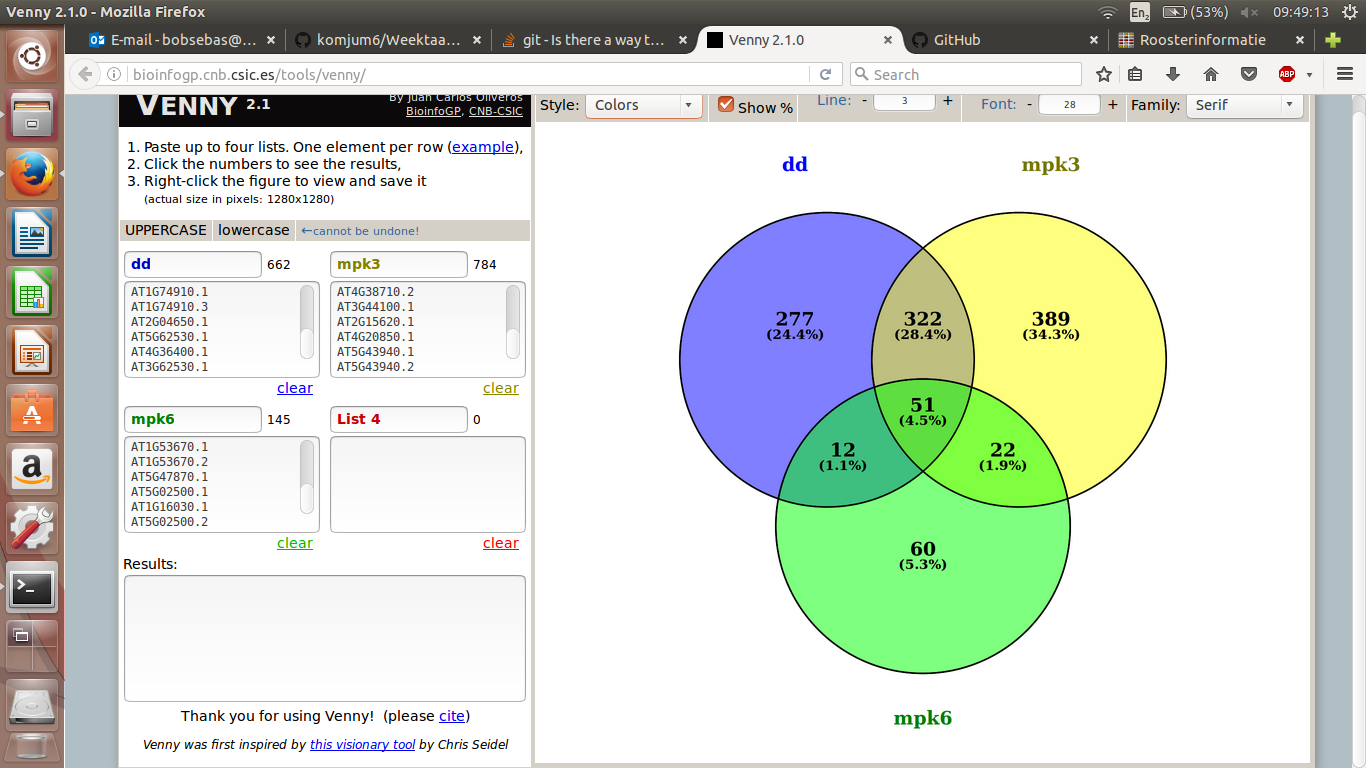 Venny 2.1.0 - Mozilla Firefox
En2 (53%) 09:49:13
E-mail - bobsebas@... × komjum6/Weektaa... × git - Is there a way t... × Venny 2.1.0 × GitHub × Roosterinformatie ×
bioinfogp.cnb.csic.es/tools/venny/ Search ABP
VENNY 2.1
By Juan Carlos Oliveros
BioinfoGP, CNB-CSIC
Style: Colors Show % Line: - 3 + Font: - 28 + Family: Serif
1. Paste up to four lists. One element per row (example),
2. Click the numbers to see the results,
3. Right-click the figure to view and save it
(actual size in pixels: 1280x1280)
UPPERCASE lowercase ←cannot be undone!
dd 662 mpk3 784
AT1G74910.1
AT1G74910.3
AT2G04650.1
AT5G62530.1
AT4G36400.1
AT3G62530.1
clear
AT4G38710.2
AT3G44100.1
AT2G15620.1
AT4G20850.1
AT5G43940.1
AT5G43940.2
clear
mpk6 145 List 4 0
AT1G53670.1
AT1G53670.2
AT5G47870.1
AT5G02500.1
AT1G16030.1
AT5G02500.2
clear
clear
Results:
Thank you for using Venny! (please cite)
Venny was first inspired by this visionary tool by Chris Seidel
dd mpk3
277 322 389
(24.4%) (28.4%) (34.3%)
51
(4.5%)
12 22
(1.1%) (1.9%)
60
(5.3%)
mpk6